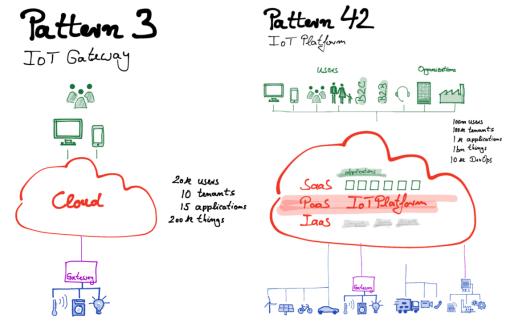 Pattern 3
IoT Gateway
Cloud
20k users
10 tenants
15 applications
200k things
Gateway
Pattern 42
IoT Platform
Users
Organizations
B2C
B2B
100m users
100k tenants
1k applications
1bn things
10k DevOps
applications
SaaS
PaaS IoT Platform
IaaS
Gateway